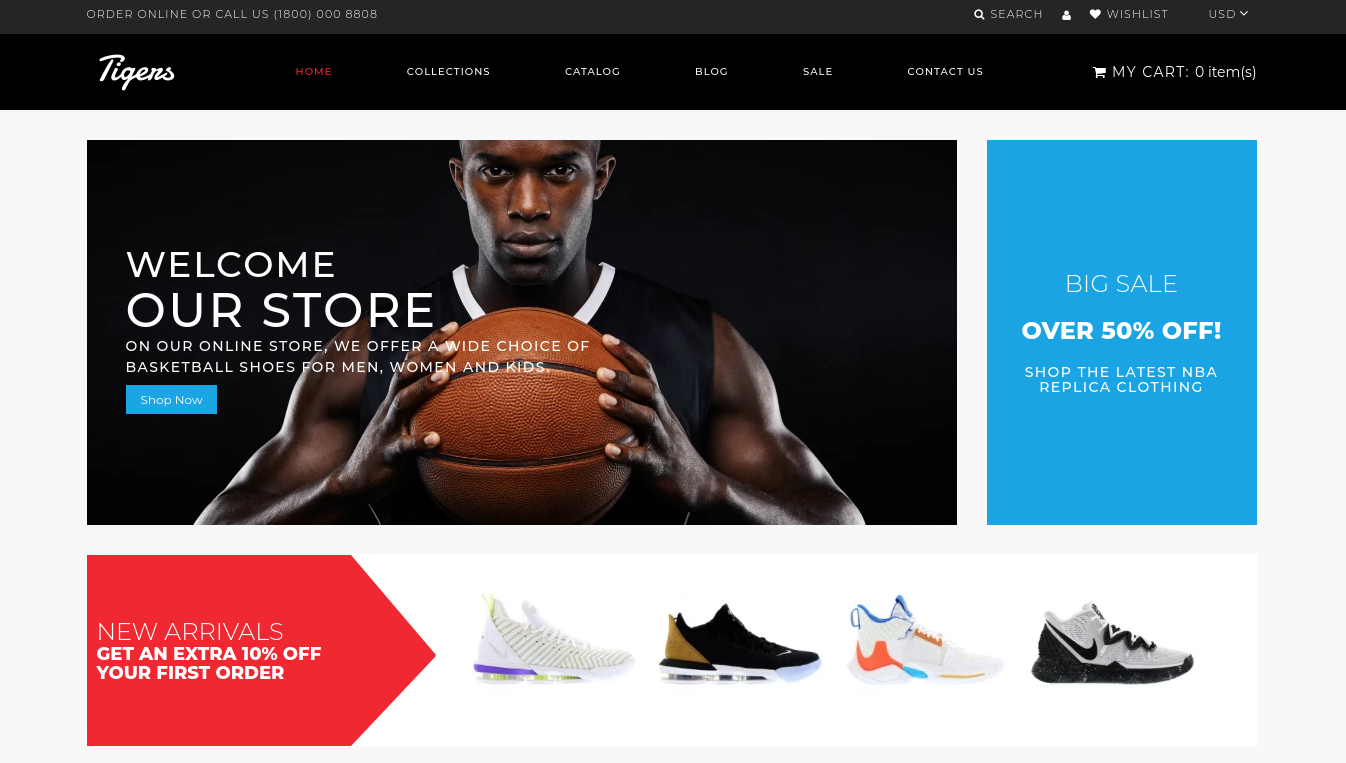 ORDER ONLINE OR CALL US (1800) 000 8808
SEARCH
WISHLIST
USD
Tigers
HOME
COLLECTIONS
CATALOG
BLOG
SALE
CONTACT US
MY CART: 0 item(s)
WELCOME
OUR STORE
ON OUR ONLINE STORE, WE OFFER A WIDE CHOICE OF
BASKETBALL SHOES FOR MEN, WOMEN AND KIDS.
Shop Now
BIG SALE
OVER 50% OFF!
SHOP THE LATEST NBA
REPLICA CLOTHING
NEW ARRIVALS
GET AN EXTRA 10% OFF
YOUR FIRST ORDER